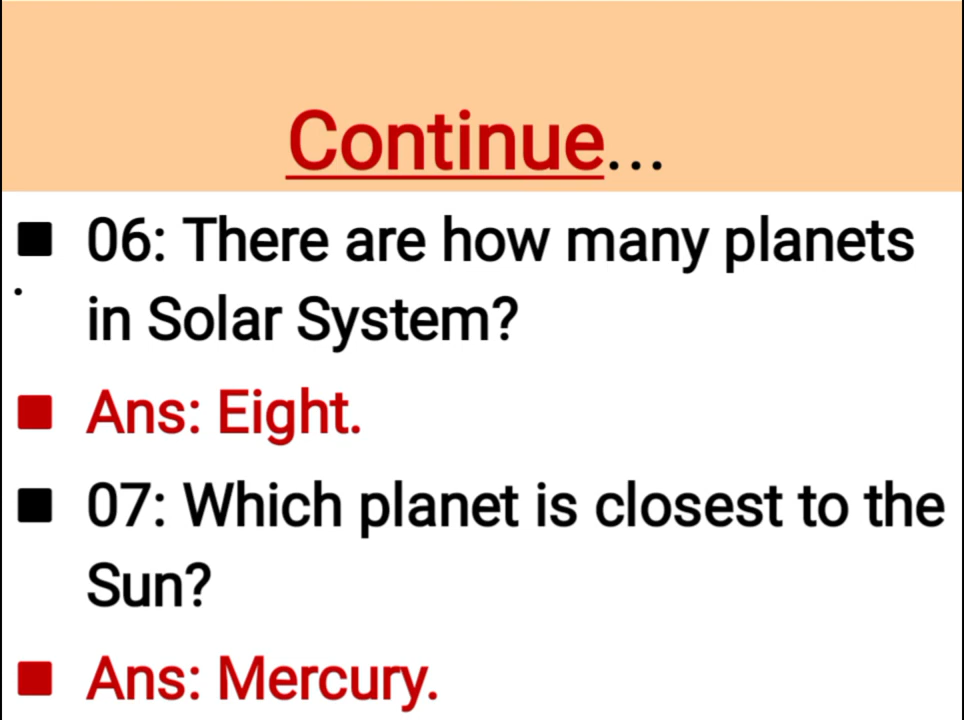 Continue...
■ 06: There are how many planets
in Solar System?
■ Ans: Eight.
■ 07: Which planet is closest to the
Sun?
■ Ans: Mercury.